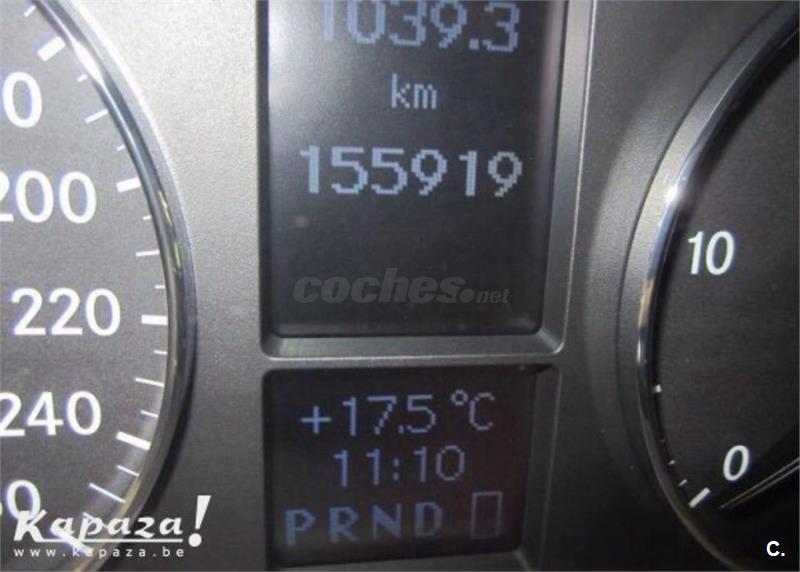 1039.3
km
155919
200
220
240
10
0
coches.net
+17.5°C
11:10
PRND
Kapaza!
www.kapaza.be
C.